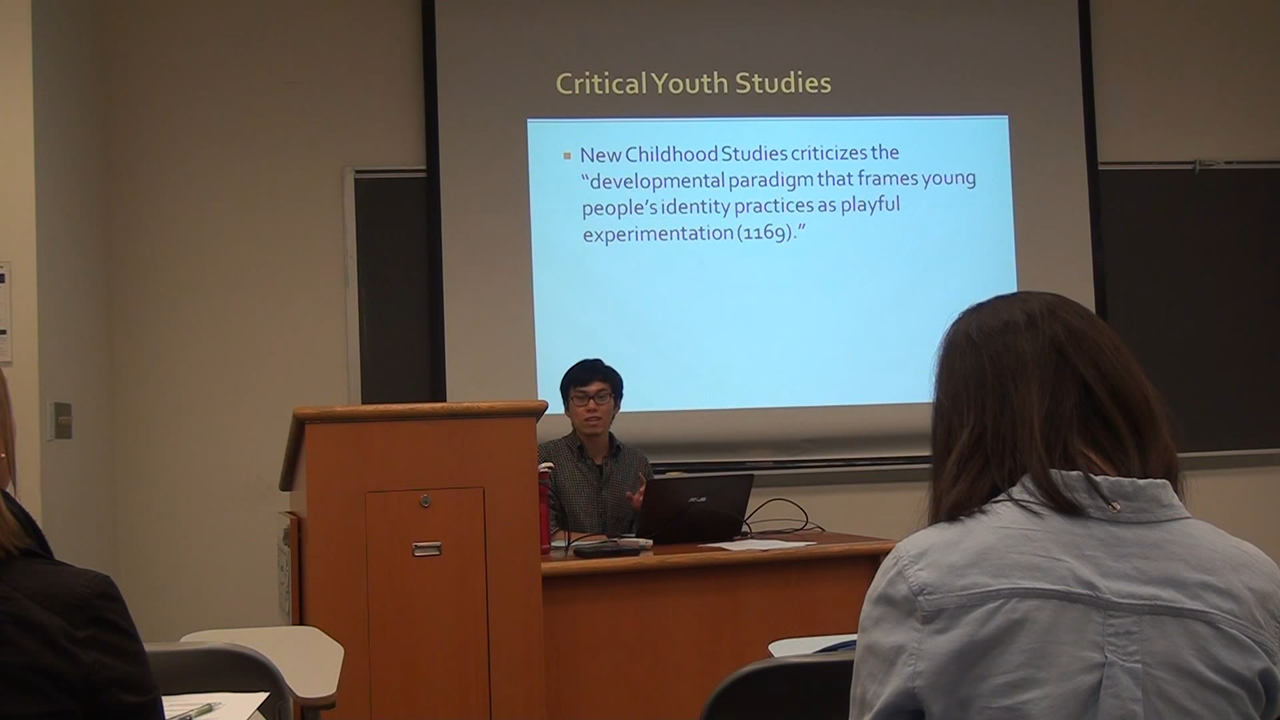 Critical Youth Studies
New Childhood Studies criticizes the
“developmental paradigm that frames young
people’s identity practices as playful
experimentation (1169).”
ASUS